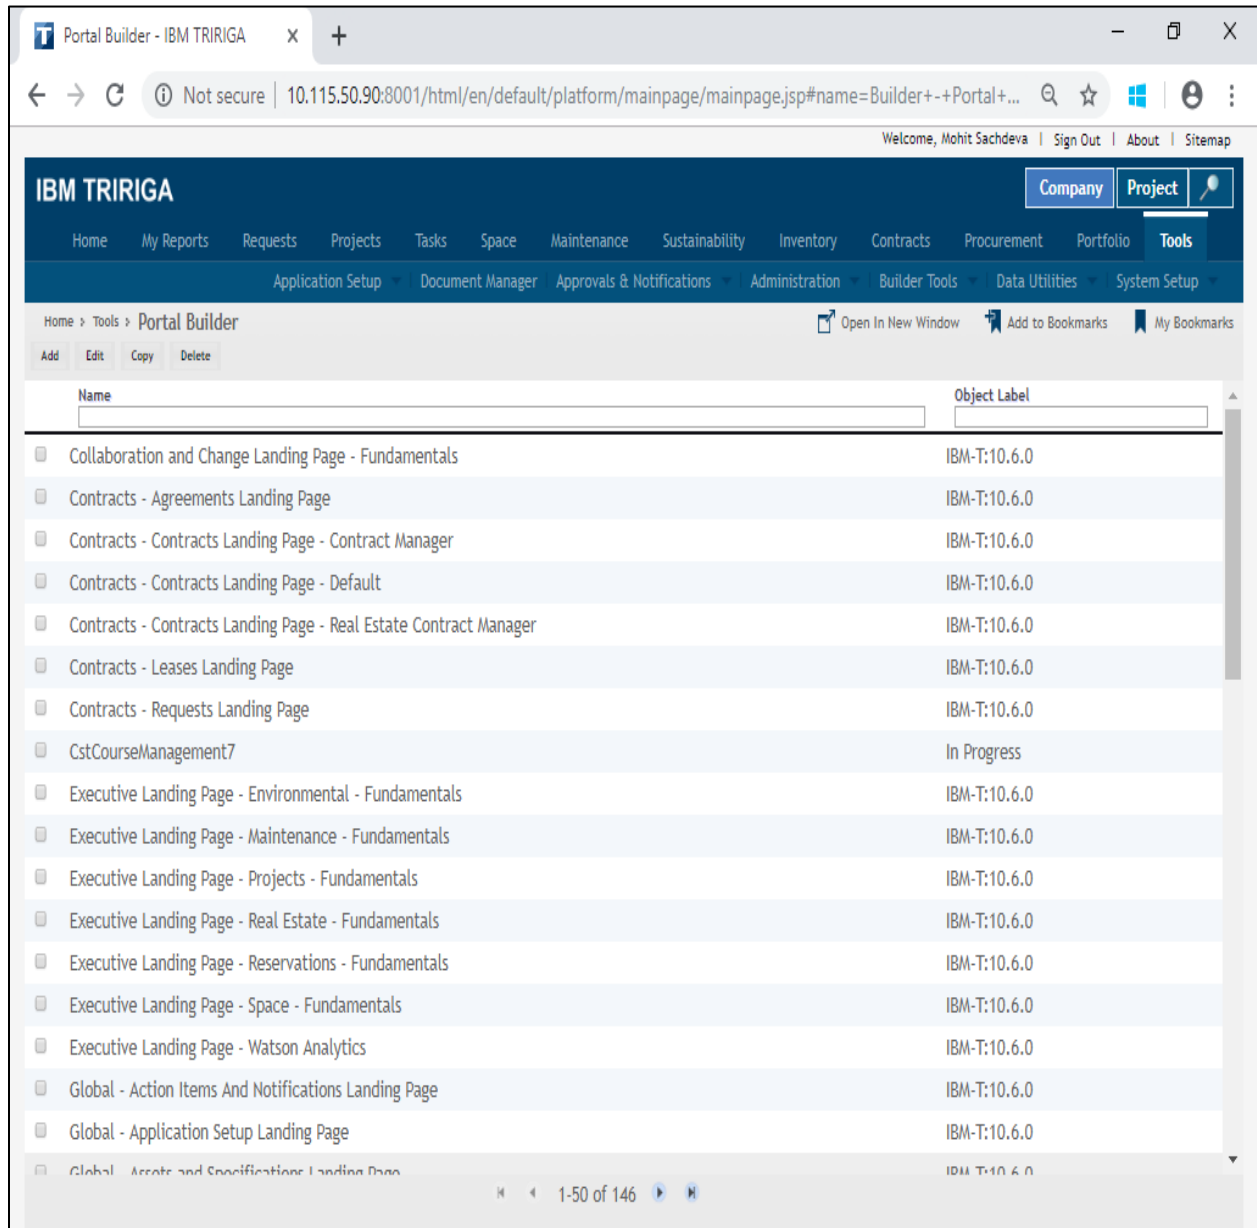 Portal Builder - IBM TRIRIGA
Not secure | 10.115.50.90:8001/html/en/default/platform/mainpage/mainpage.jsp#name=Builder+-+Portal+...
Welcome, Mohit Sachdeva | Sign Out | About | Sitemap
IBM TRIRIGA Company Project
Home My Reports Requests Projects Tasks Space Maintenance Sustainability Inventory Contracts Procurement Portfolio Tools
Application Setup Document Manager Approvals & Notifications Administration Builder Tools Data Utilities System Setup
Home > Tools > Portal Builder Open In New Window Add to Bookmarks My Bookmarks
Add Edit Copy Delete
Name Object Label
Collaboration and Change Landing Page - Fundamentals IBM-T:10.6.0
Contracts - Agreements Landing Page IBM-T:10.6.0
Contracts - Contracts Landing Page - Contract Manager IBM-T:10.6.0
Contracts - Contracts Landing Page - Default IBM-T:10.6.0
Contracts - Contracts Landing Page - Real Estate Contract Manager IBM-T:10.6.0
Contracts - Leases Landing Page IBM-T:10.6.0
Contracts - Requests Landing Page IBM-T:10.6.0
CstCourseManagement7 In Progress
Executive Landing Page - Environmental - Fundamentals IBM-T:10.6.0
Executive Landing Page - Maintenance - Fundamentals IBM-T:10.6.0
Executive Landing Page - Projects - Fundamentals IBM-T:10.6.0
Executive Landing Page - Real Estate - Fundamentals IBM-T:10.6.0
Executive Landing Page - Reservations - Fundamentals IBM-T:10.6.0
Executive Landing Page - Space - Fundamentals IBM-T:10.6.0
Executive Landing Page - Watson Analytics IBM-T:10.6.0
Global - Action Items And Notifications Landing Page IBM-T:10.6.0
Global - Application Setup Landing Page IBM-T:10.6.0
Global - Assets and Specifications Landing Page IBM-T:10.6.0
1-50 of 146